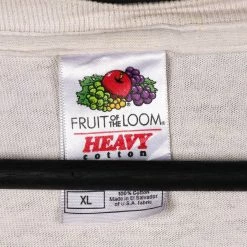 FRUIT OF THE LOOM®
HEAVY
cotton
XL
100% Cotton
Made in El Salvador
of U.S.A. fabric.